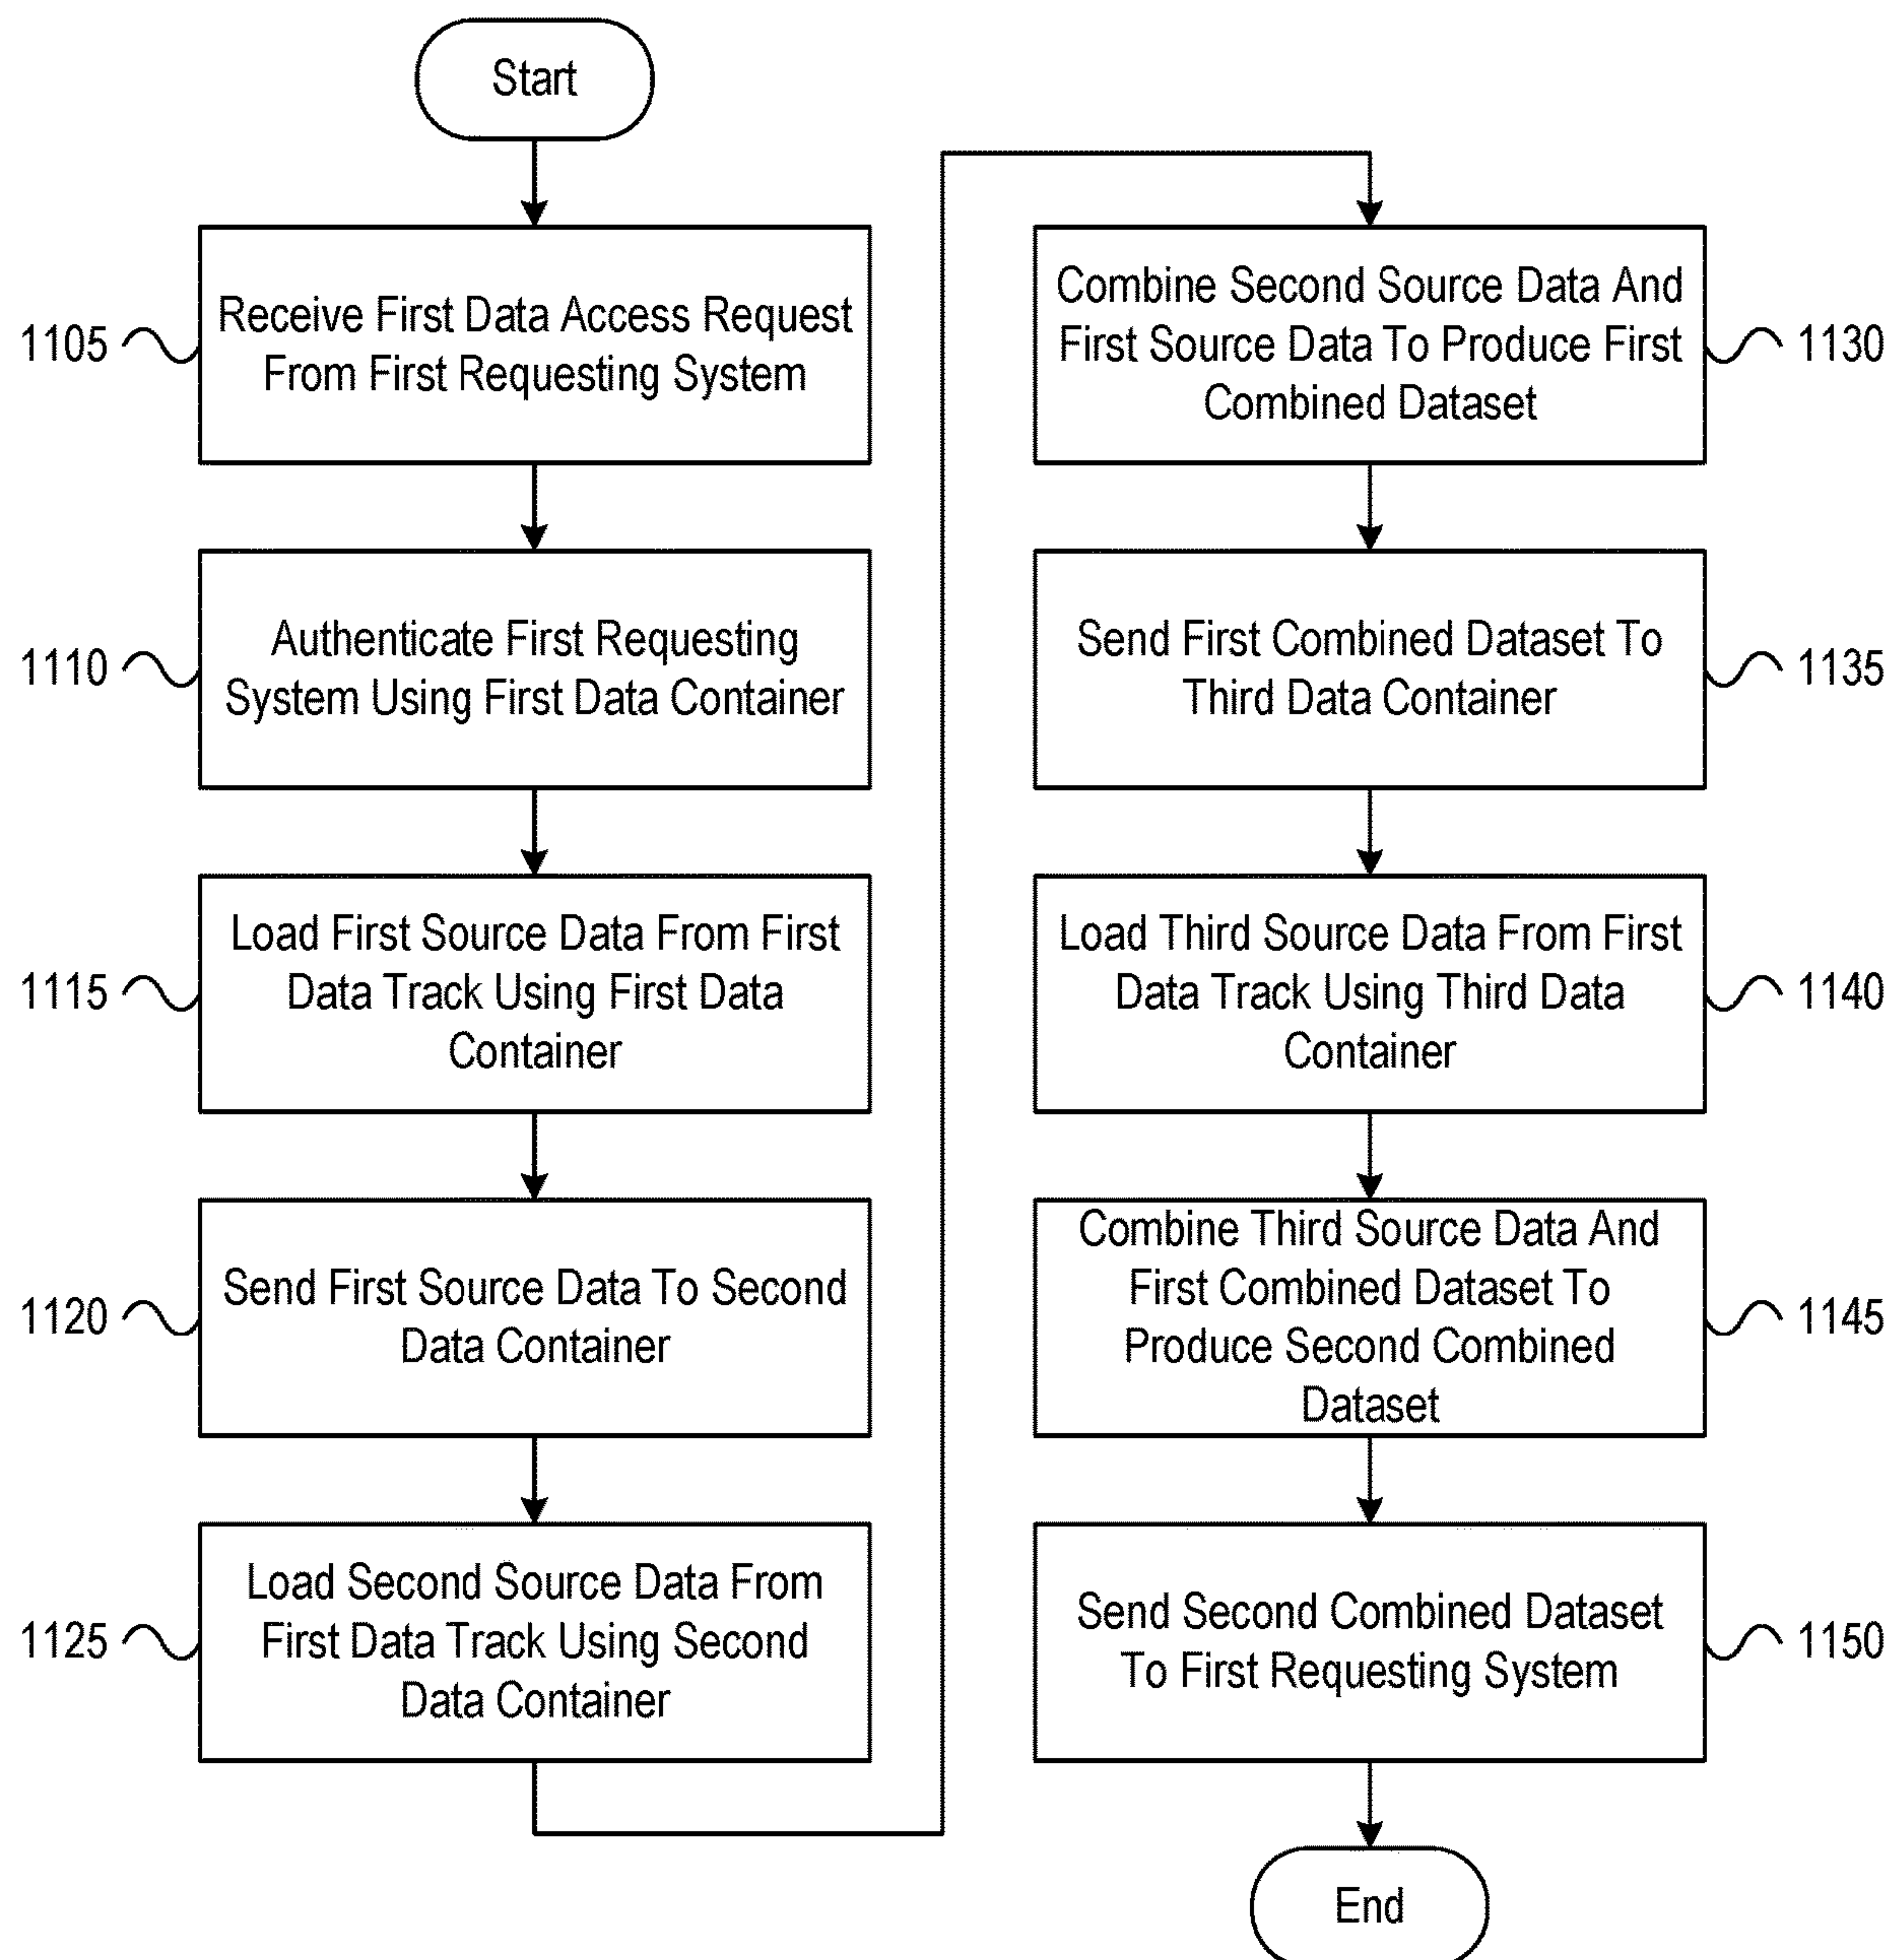 Start
1105
Receive First Data Access Request
From First Requesting System
1110
Authenticate First Requesting
System Using First Data Container
1115
Load First Source Data From First
Data Track Using First Data
Container
1120
Send First Source Data To Second
Data Container
1125
Load Second Source Data From
First Data Track Using Second
Data Container
Combine Second Source Data And
First Source Data To Produce First
Combined Dataset
1130
Send First Combined Dataset To
Third Data Container
1135
Load Third Source Data From First
Data Track Using Third Data
Container
1140
Combine Third Source Data And
First Combined Dataset To
Produce Second Combined
Dataset
1145
Send Second Combined Dataset
To First Requesting System
1150
End